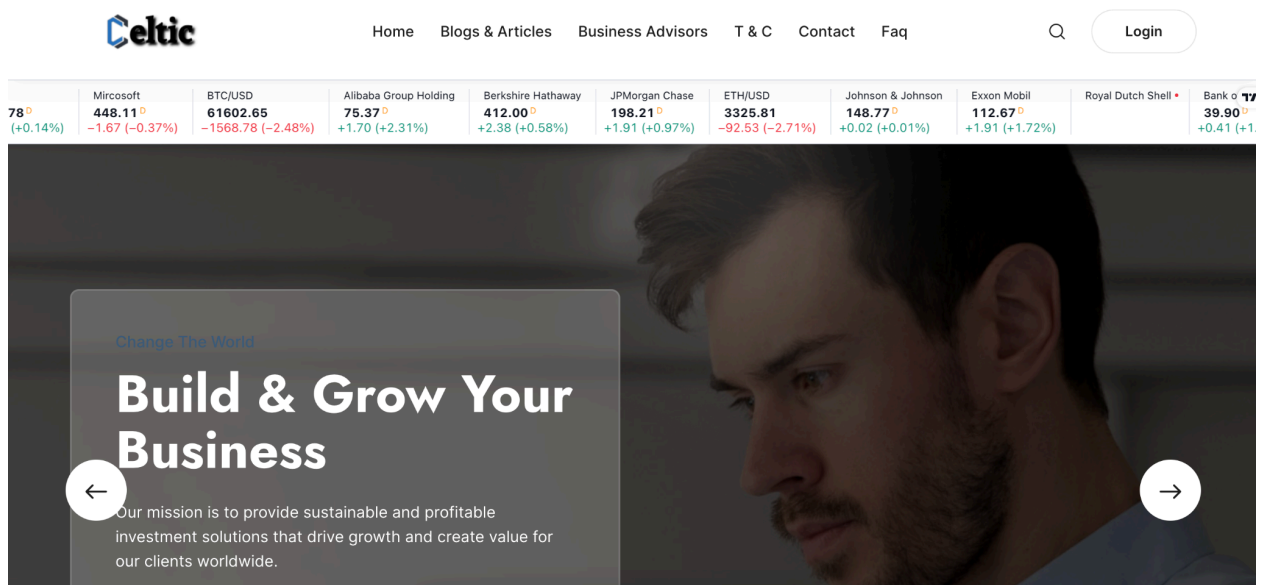 Celtic
Home Blogs & Articles Business Advisors T & C Contact Faq Login
Mircosoft BTC/USD Alibaba Group Holding Berkshire Hathaway JPMorgan Chase ETH/USD Johnson & Johnson Exxon Mobil Royal Dutch Shell Bank o
78 D 448.11 D 61602.65 75.37 D 412.00 D 198.21 D 3325.81 148.77 D 112.67 D 39.90 D
(+0.14%) −1.67 (−0.37%) −1568.78 (−2.48%) +1.70 (+2.31%) +2.38 (+0.58%) +1.91 (+0.97%) −92.53 (−2.71%) +0.02 (+0.01%) +1.91 (+1.72%) +0.41 (+1.
Change The World
Build & Grow Your
Business
Our mission is to provide sustainable and profitable
investment solutions that drive growth and create value for
our clients worldwide.